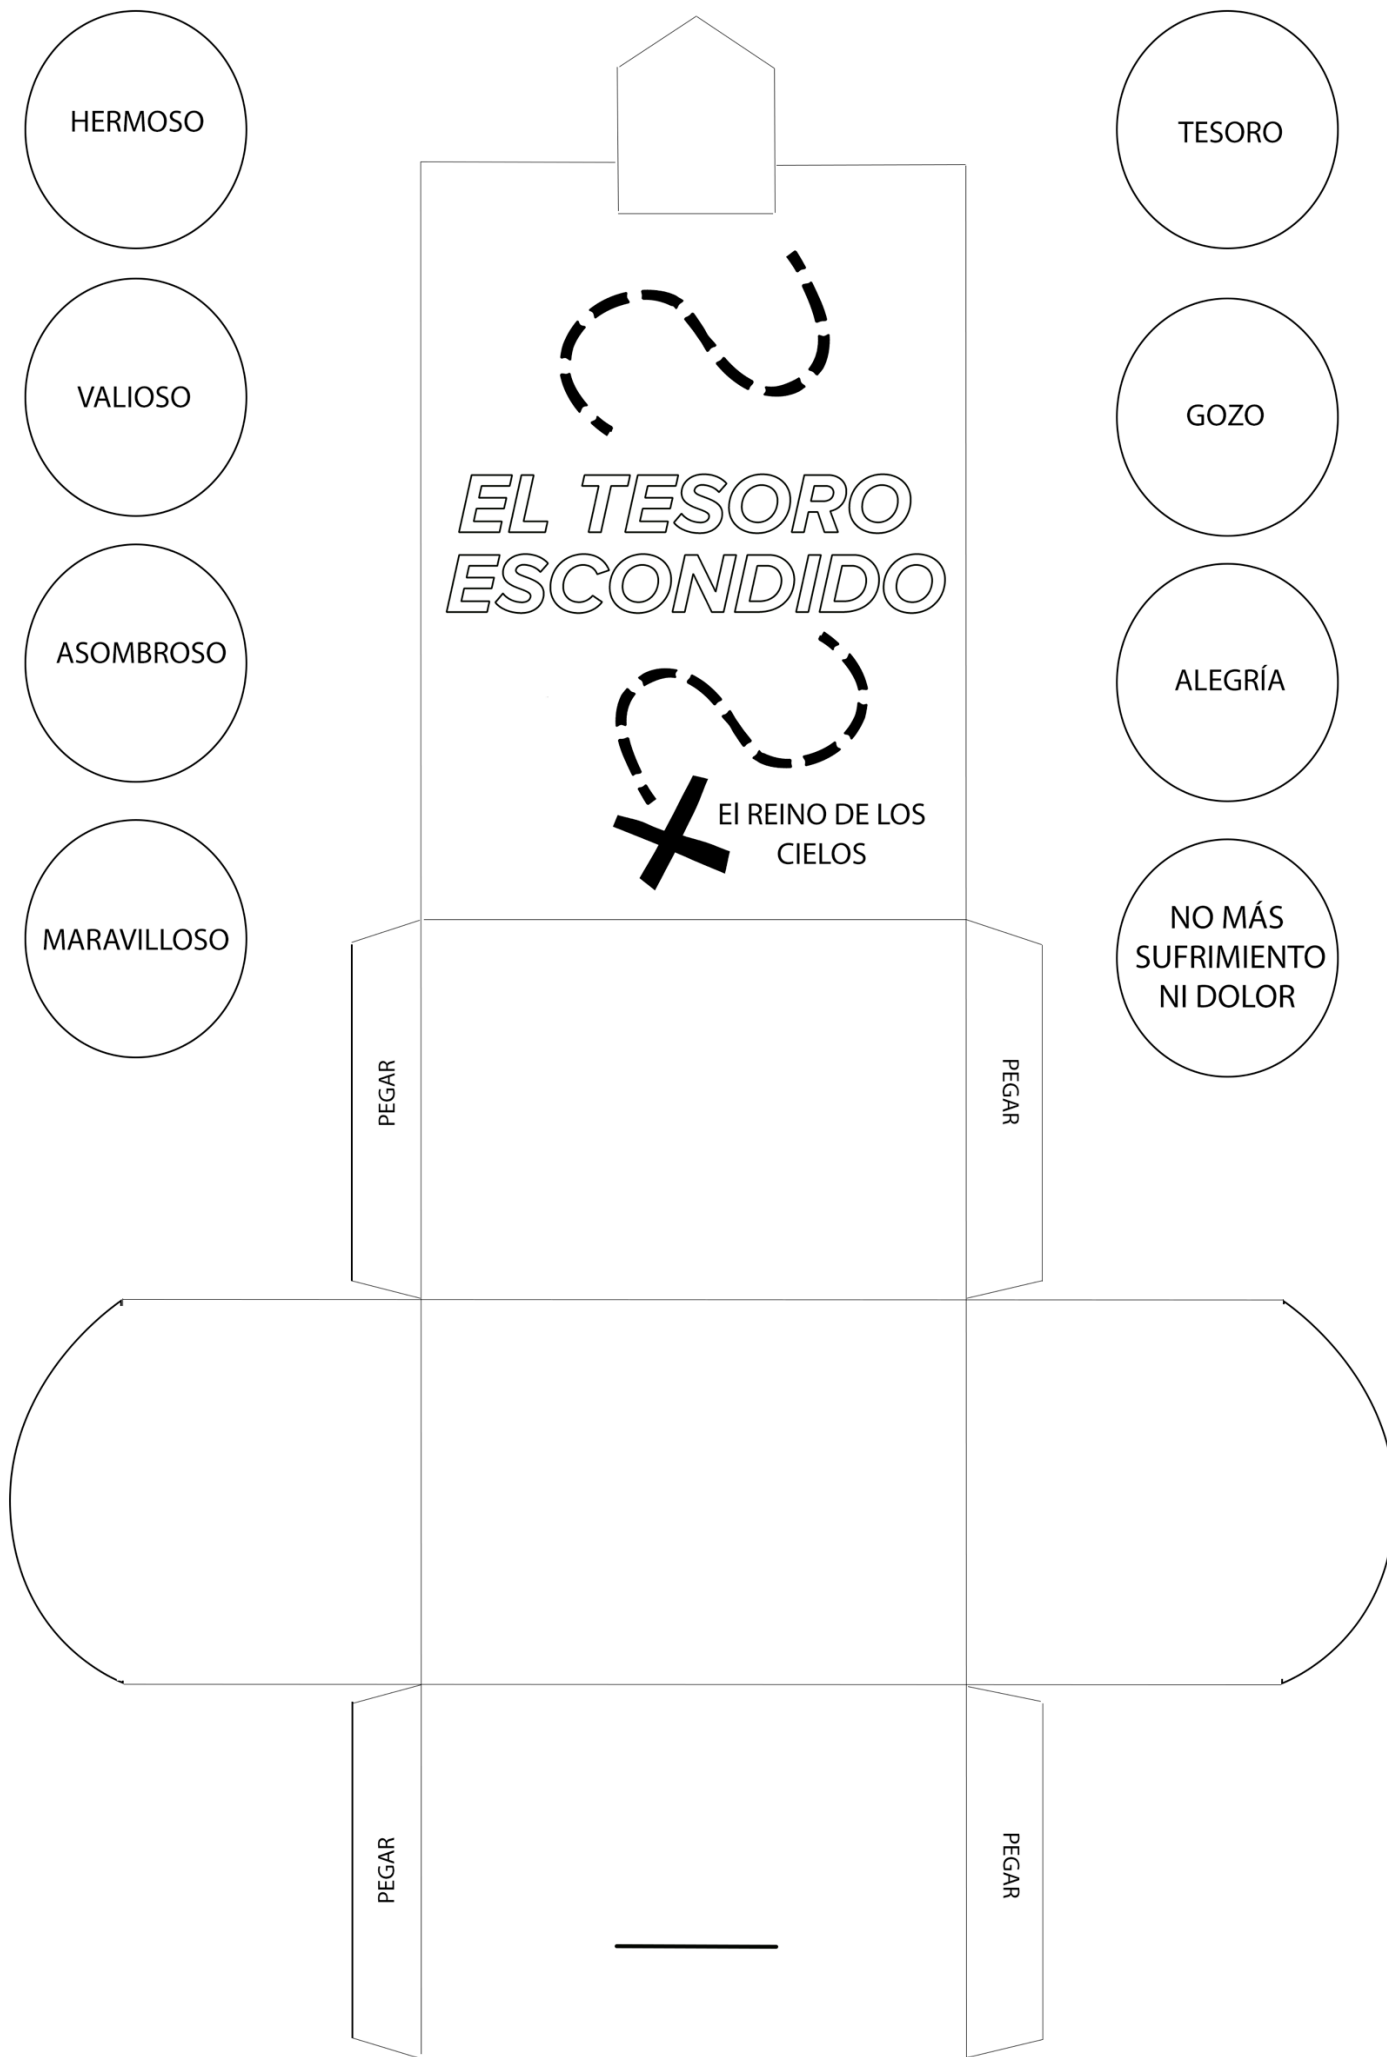 HERMOSO
VALIOSO
ASOMBROSO
MARAVILLOSO
EL TESORO
ESCONDIDO
El REINO DE LOS
CIELOS
TESORO
GOZO
ALEGRÍA
NO MÁS
SUFRIMIENTO
NI DOLOR
PEGAR
PEGAR
PEGAR
PEGAR